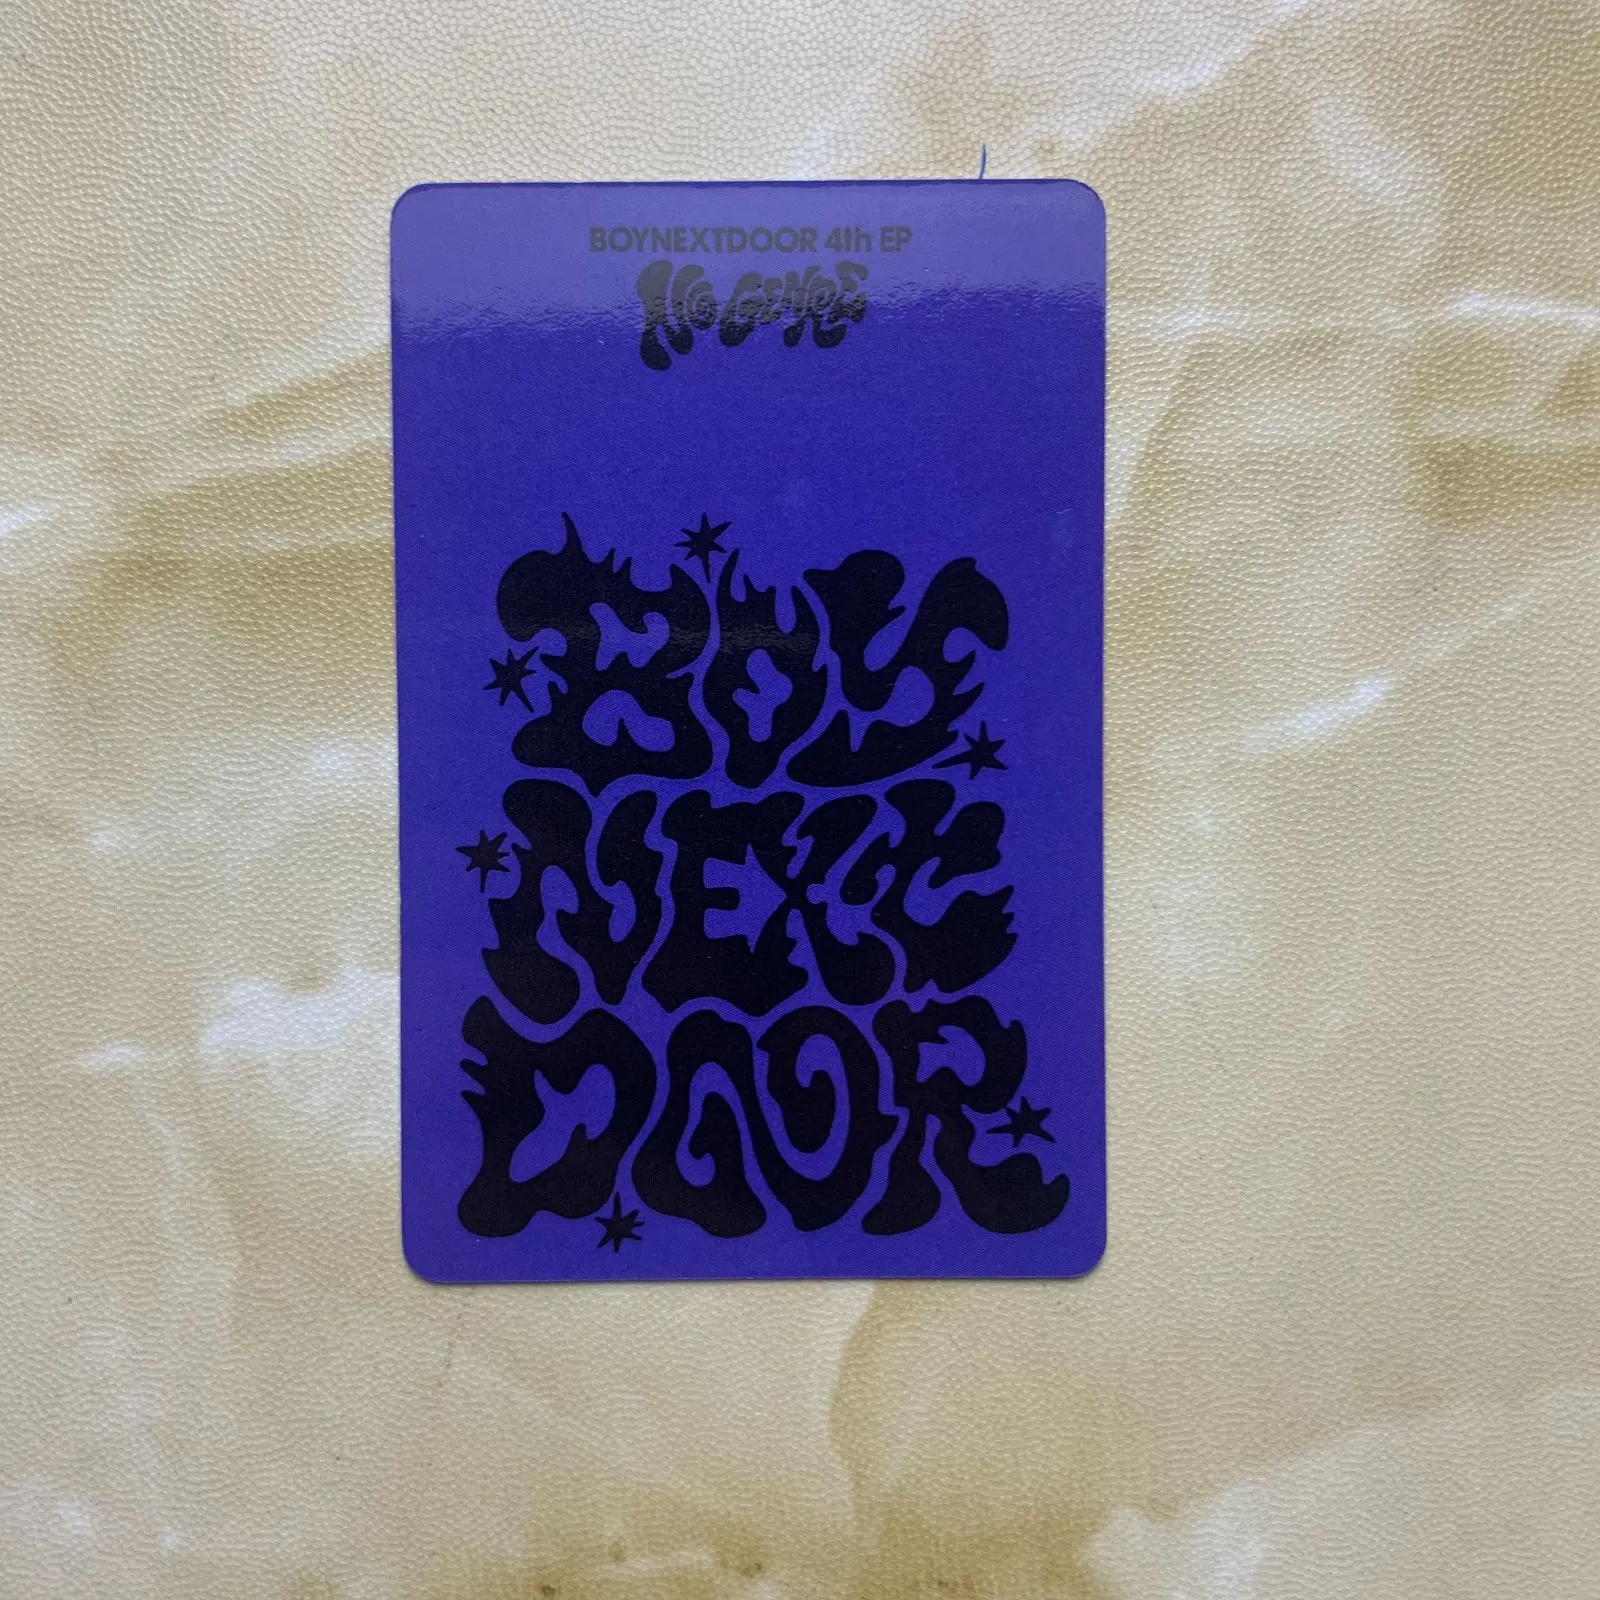 BOYNEXTDOOR 4th EP
NO GENRE
BOY
NEXT
DOOR